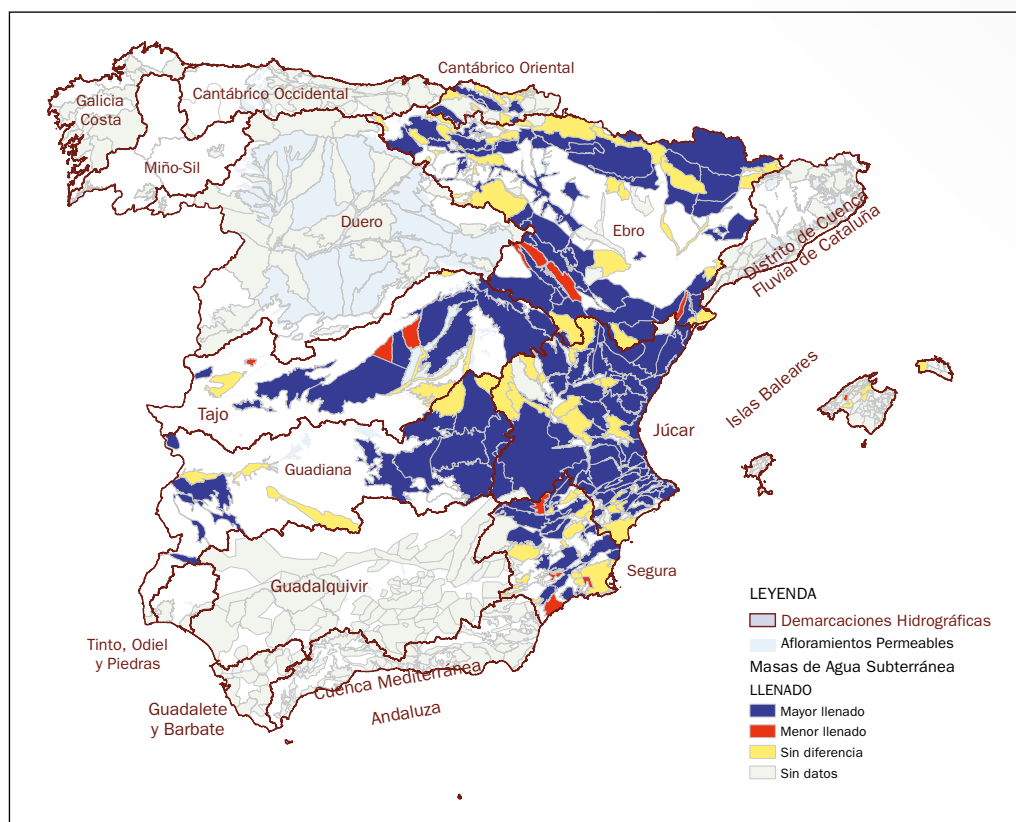 Cantábrico Oriental
Cantábrico Occidental
Galicia
Costa
Miño-Sil
Duero
Ebro
Distrito de Cuenca
Fluvial de Cataluña
Islas Baleares
Tajo
Júcar
Guadiana
Segura
Guadalquivir
Tinto, Odiel
y Piedras
Cuenca Mediterránea
Andaluza
Guadalete
y Barbate
LEYENDA
Demarcaciones Hidrográficas
Afloramientos Permeables
Masas de Agua Subterránea
LLENADO
Mayor llenado
Menor llenado
Sin diferencia
Sin datos